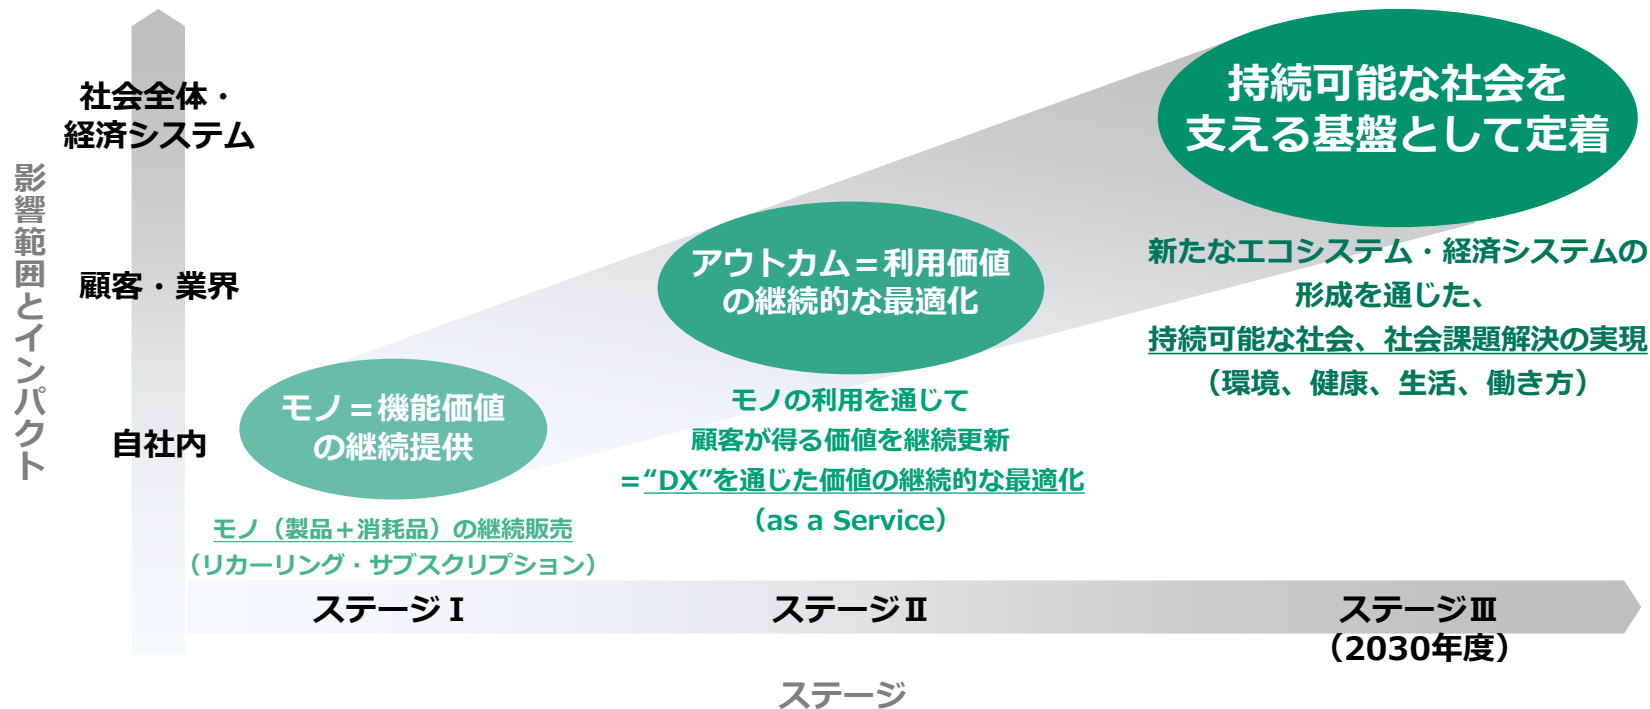 影響範囲とインパクト
社会全体・
経済システム
顧客・業界
自社内
持続可能な社会を
支える基盤として定着
新たなエコシステム・経済システムの
形成を通じた、
持続可能な社会、社会課題解決の実現
（環境、健康、生活、働き方）
アウトカム＝利用価値
の継続的な最適化
モノの利用を通じて
顧客が得る価値を継続更新
＝“DX”を通じた価値の継続的な最適化
（as a Service）
モノ＝機能価値
の継続提供
モノ（製品＋消耗品）の継続販売
（リカーリング・サブスクリプション）
ステージⅠ
ステージⅡ
ステージⅢ
（2030年度）
ステージ